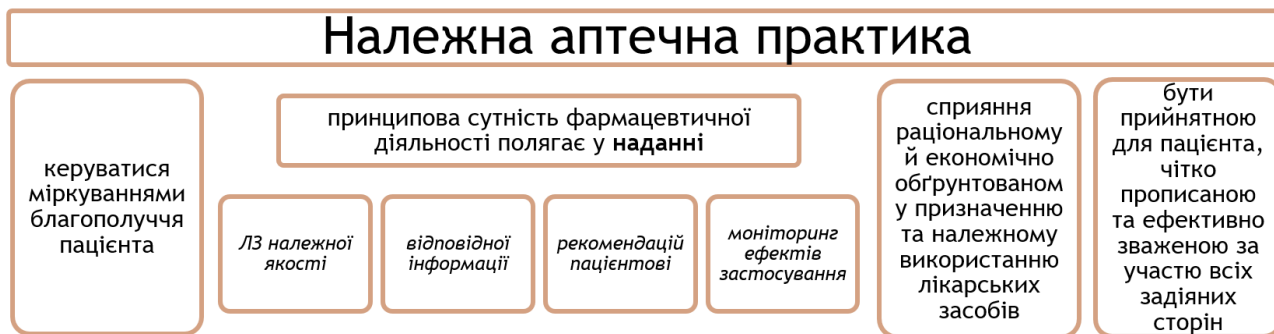 Належна аптечна практика
керуватися
міркуваннями
благополуччя
пацієнта
принципова сутність фармацевтичної
діяльності полягає у наданні
ЛЗ належної
якості
відповідної
інформації
рекомендацій
пацієнтові
моніторинг
ефектів
застосування
сприяння
раціональному
й економічно
обґрунтованом
у призначенню
та належному
використанню
лікарських
засобів
бути
прийнятною
для пацієнта,
чітко
прописаною
та ефективно
зваженою за
участю всіх
задіяних
сторін